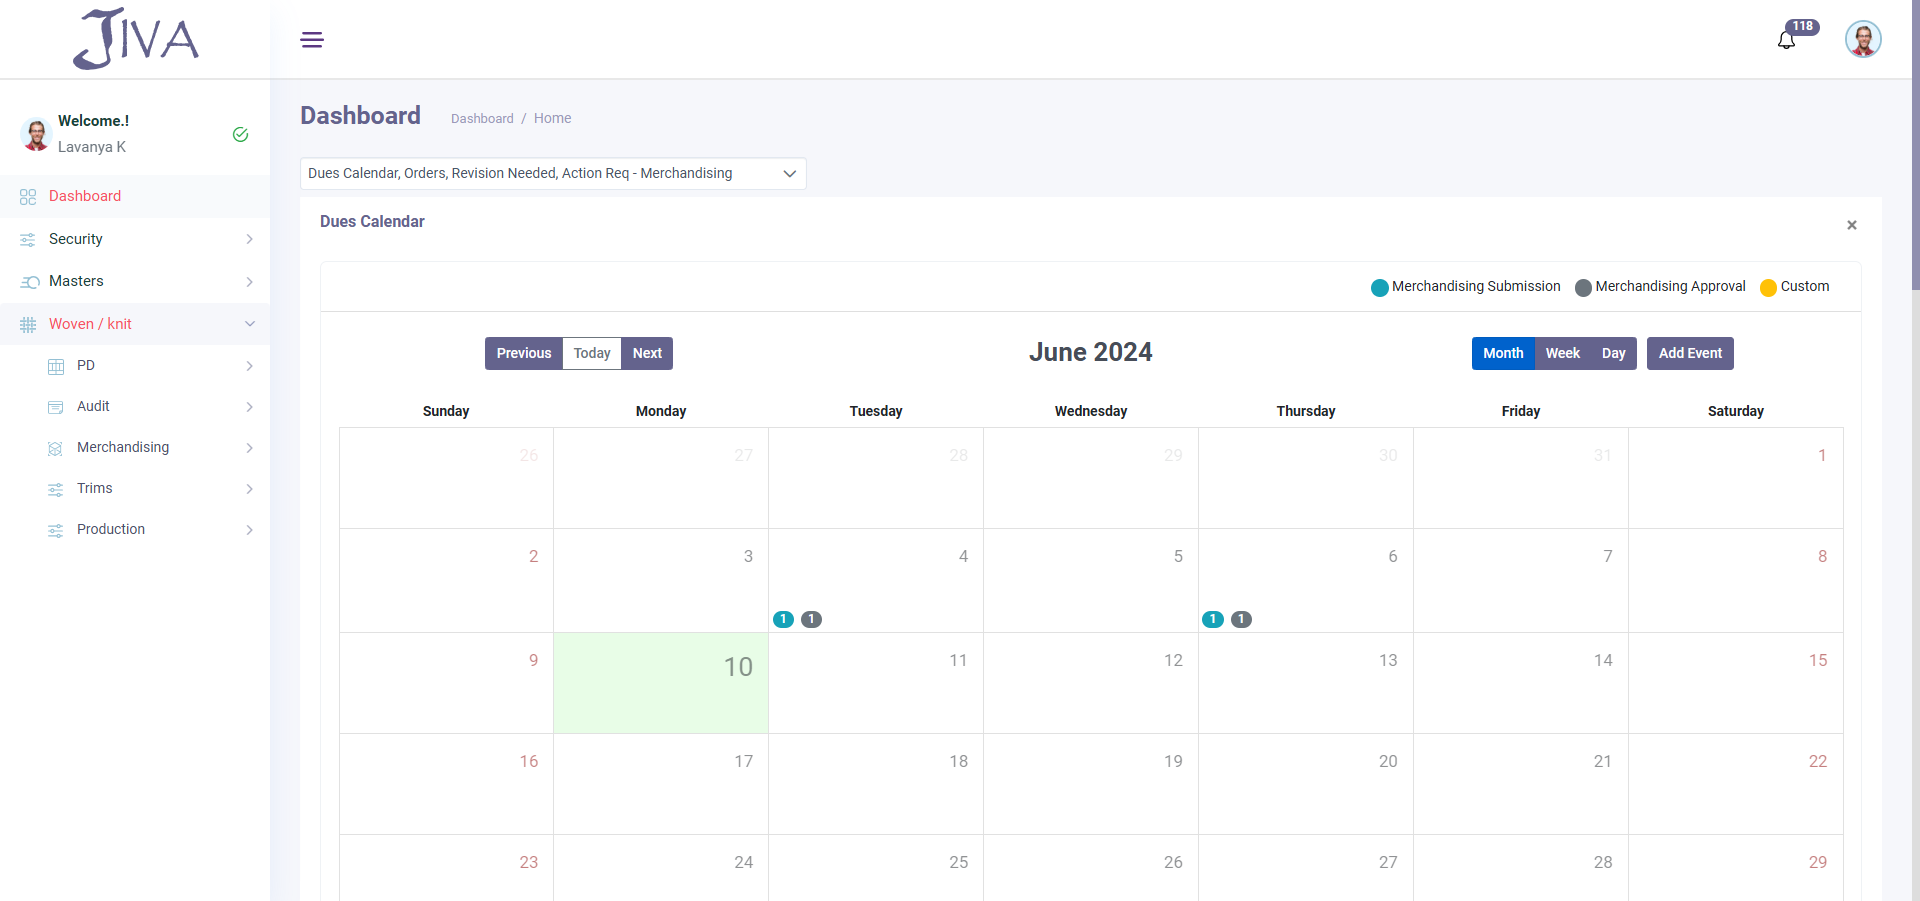 JIVA
118
Welcome.!
Lavanya K
Dashboard
Security
Masters
Woven / knit
PD
Audit
Merchandising
Trims
Production
Dashboard
Dashboard / Home
Dues Calendar, Orders, Revision Needed, Action Req - Merchandising
Dues Calendar
×
Merchandising Submission Merchandising Approval Custom
Previous Today Next
June 2024
Month Week Day Add Event
Sunday Monday Tuesday Wednesday Thursday Friday Saturday
26 27 28 29 30 31 1
2 3 4 5 6 7 8
1 1 1 1
9 10 11 12 13 14 15
16 17 18 19 20 21 22
23 24 25 26 27 28 29